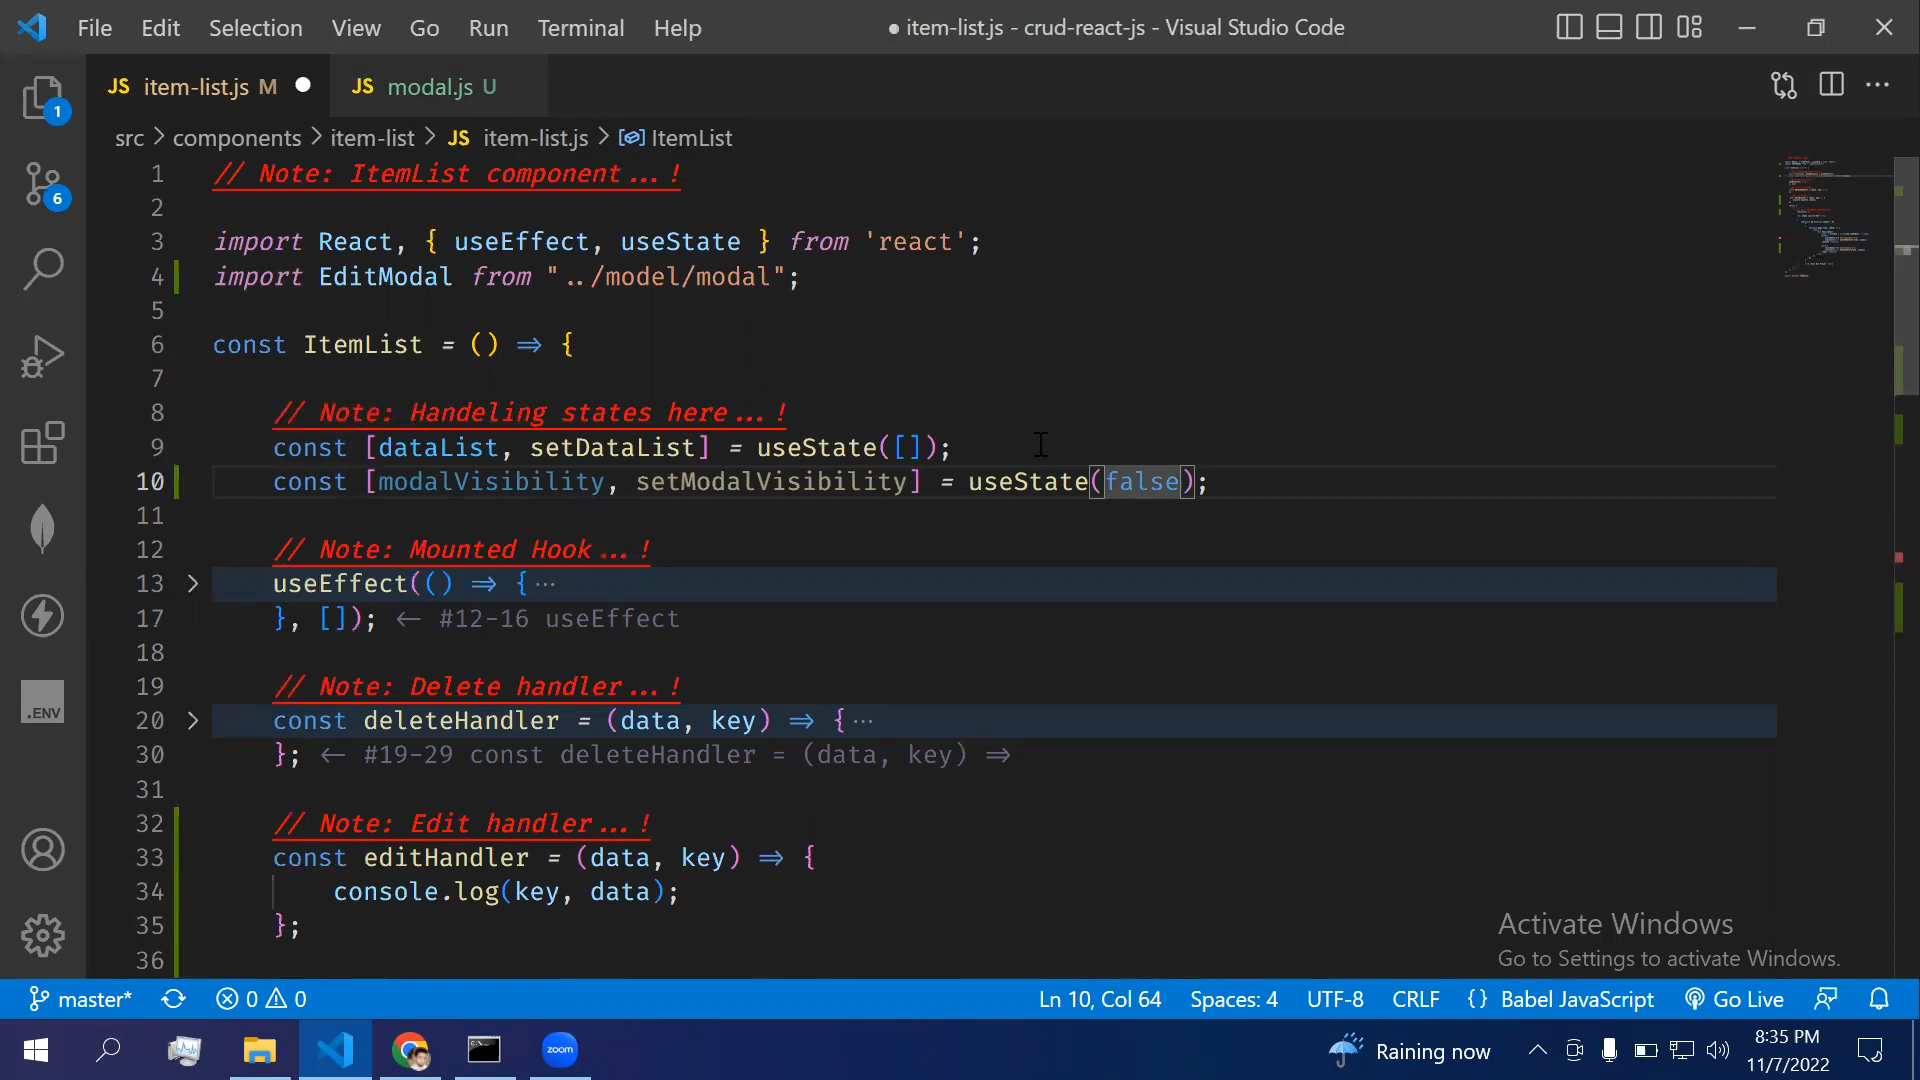 File Edit Selection View Go Run Terminal Help
● item-list.js - crud-react-js - Visual Studio Code
JS item-list.js M ● JS modal.js U
src > components > item-list > JS item-list.js > ItemList
1 // Note: ItemList component...!
2
3 import React, { useEffect, useState } from 'react';
4 import EditModal from "../model/modal";
5
6 const ItemList = () => {
7
8 // Note: Handeling states here...!
9 const [dataList, setDataList] = useState([]);
10 const [modalVisibility, setModalVisibility] = useState(false);
11
12 // Note: Mounted Hook...!
13 useEffect(() => {···
17 }, []); <- #12-16 useEffect
18
19 // Note: Delete handler...!
20 const deleteHandler = (data, key) => {···
30 }; <- #19-29 const deleteHandler = (data, key) =>
31
32 // Note: Edit handler...!
33 const editHandler = (data, key) => {
34 console.log(key, data);
35 };
36
1
6
.ENV
Activate Windows
Go to Settings to activate Windows.
master* 0 0 Ln 10, Col 64 Spaces: 4 UTF-8 CRLF {} Babel JavaScript Go Live
zoom
Raining now
8:35 PM
11/7/2022